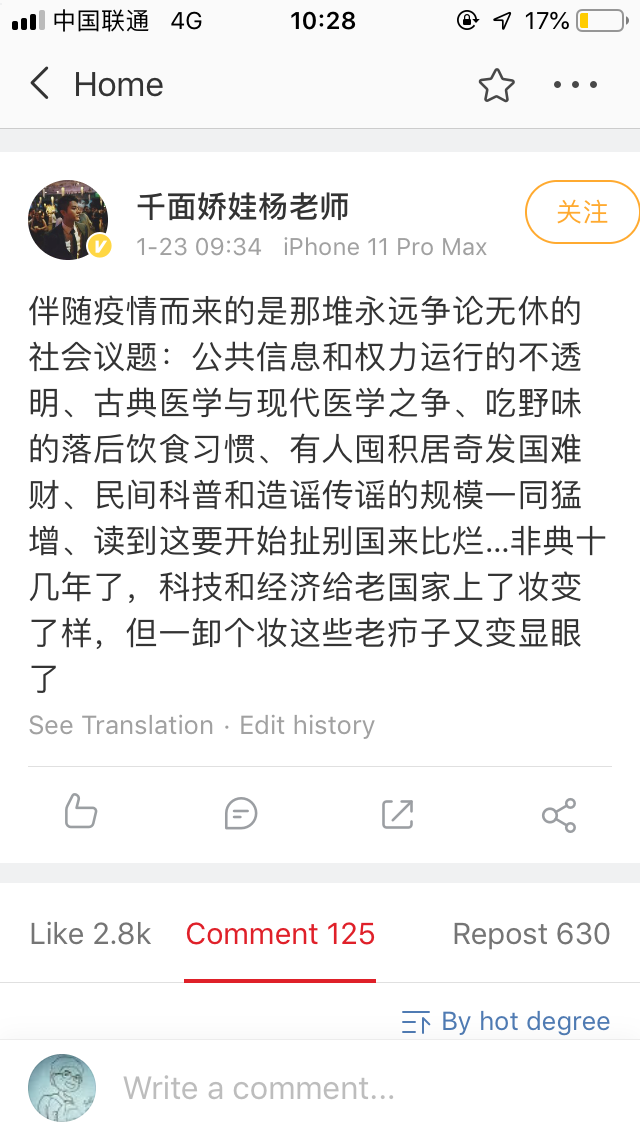 中国联通 4G 10:28 17%
Home
千面娇娃杨老师
1-23 09:34 iPhone 11 Pro Max
关注
伴随疫情而来的是那堆永远争论无休的
社会议题：公共信息和权力运行的不透
明、古典医学与现代医学之争、吃野味
的落后饮食习惯、有人囤积居奇发国难
财、民间科普和造谣传谣的规模一同猛
增、读到这要开始扯别国来比烂...非典十
几年了，科技和经济给老国家上了妆变
了样，但一卸个妆这些老疖子又变显眼
了
See Translation · Edit history
Like 2.8k Comment 125 Repost 630
By hot degree
Write a comment...